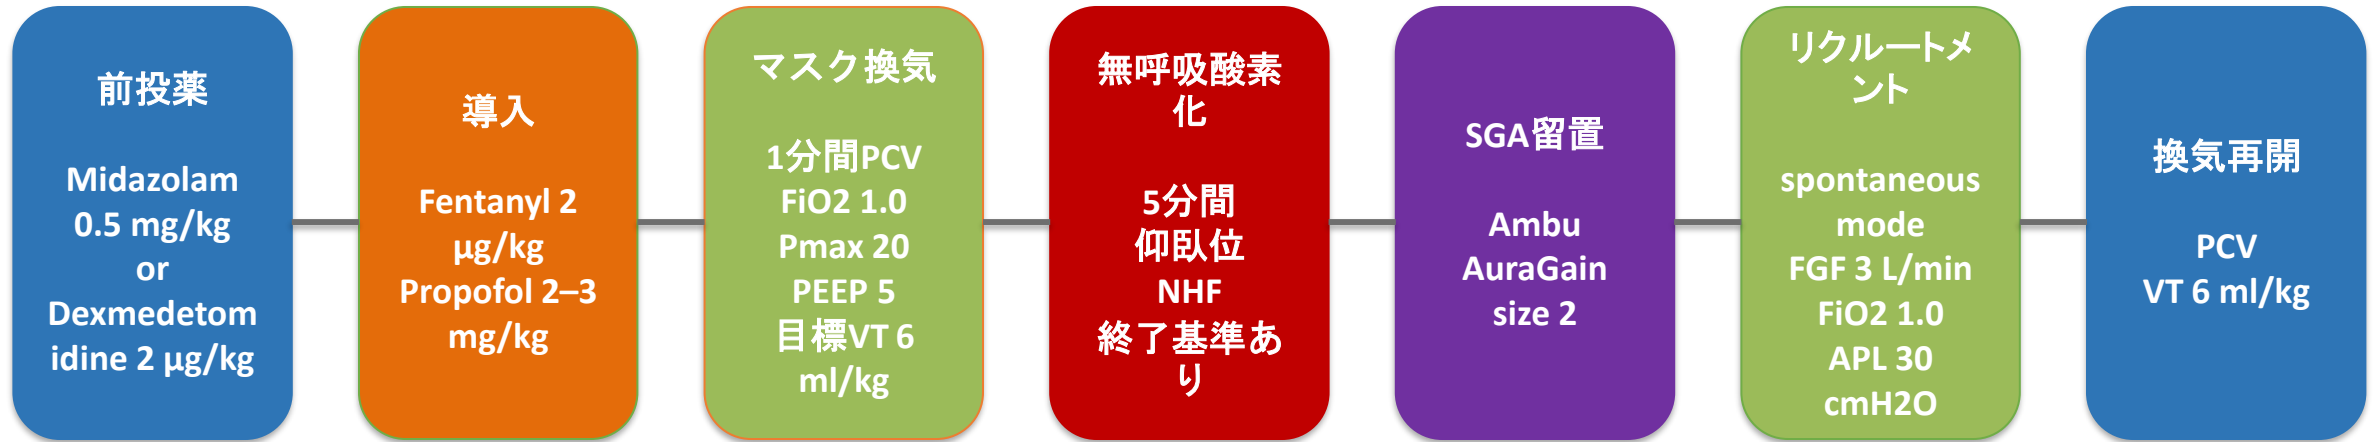 前投薬
Midazolam
0.5 mg/kg
or
Dexmedetom
idine 2 µg/kg
導入
Fentanyl 2
µg/kg
Propofol 2–3
mg/kg
マスク換気
1分間PCV
FiO2 1.0
Pmax 20
PEEP 5
目標VT 6
ml/kg
無呼吸酸素
化
5分間
仰臥位
NHF
終了基準あ
り
SGA留置
Ambu
AuraGain
size 2
リクルートメ
ント
spontaneous
mode
FGF 3 L/min
FiO2 1.0
APL 30
cmH2O
換気再開
PCV
VT 6 ml/kg